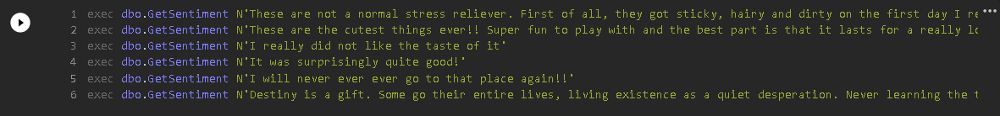 1 exec dbo.GetSentiment N'These are not a normal stress reliever. First of all, they got sticky, hairy and dirty on the first day I re
2 exec dbo.GetSentiment N'These are the cutest things ever!! Super fun to play with and the best part is that it lasts for a really lo
3 exec dbo.GetSentiment N'I really did not like the taste of it'
4 exec dbo.GetSentiment N'It was surprisingly quite good!'
5 exec dbo.GetSentiment N'I will never ever ever go to that place again!!'
6 exec dbo.GetSentiment N'Destiny is a gift. Some go their entire lives, living existence as a quiet desperation. Never learning the t